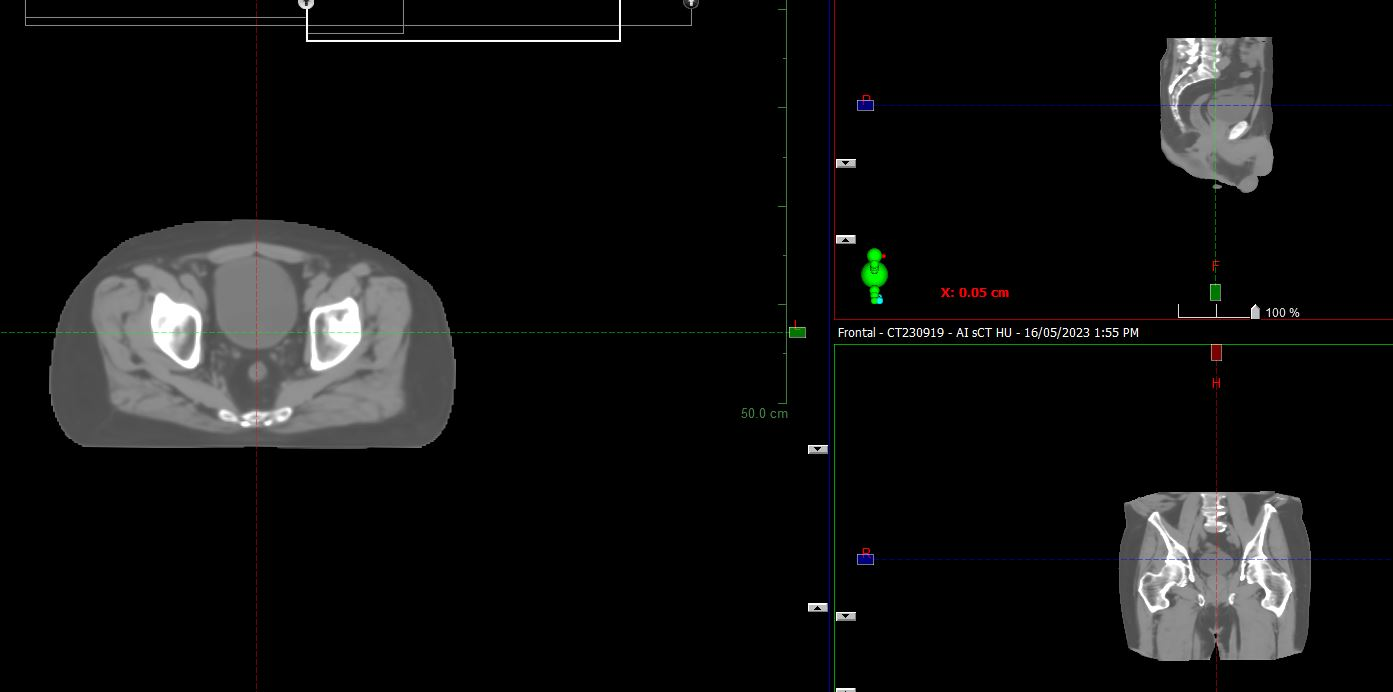 P
F
X: 0.05 cm
100 %
L
Frontal - CT230919 - AI sCT HU - 16/05/2023 1:55 PM
H
50.0 cm
R